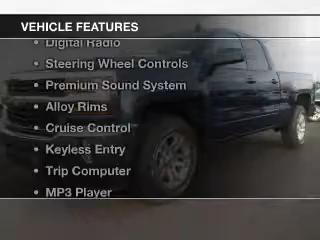 VEHICLE FEATURES
• Digital Radio
• Steering Wheel Controls
• Premium Sound System
• Alloy Rims
• Cruise Control
• Keyless Entry
• Trip Computer
• MP3 Player